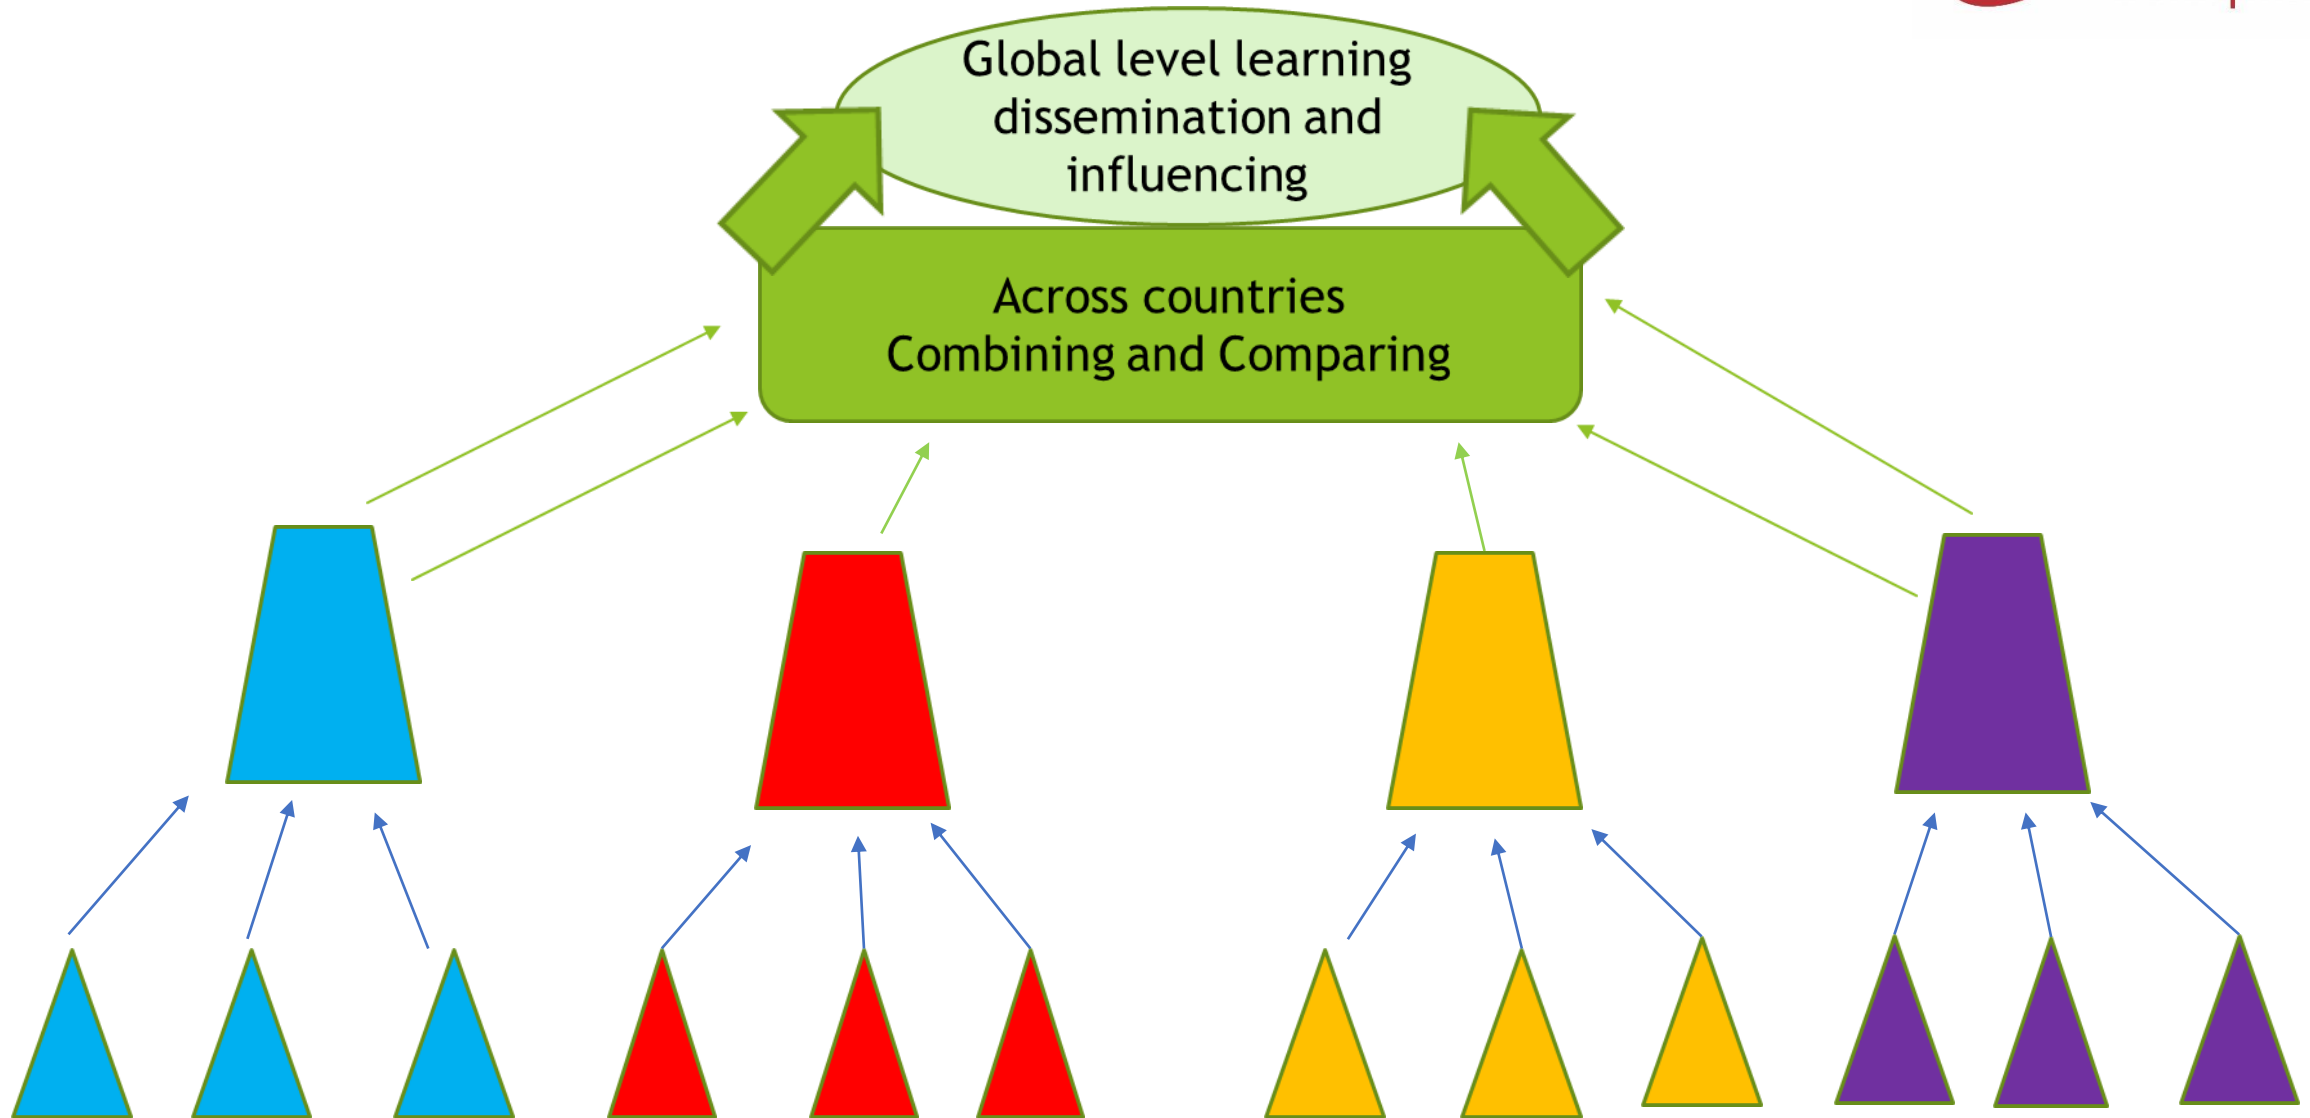 Global level learning
dissemination and
influencing
Across countries
Combining and Comparing